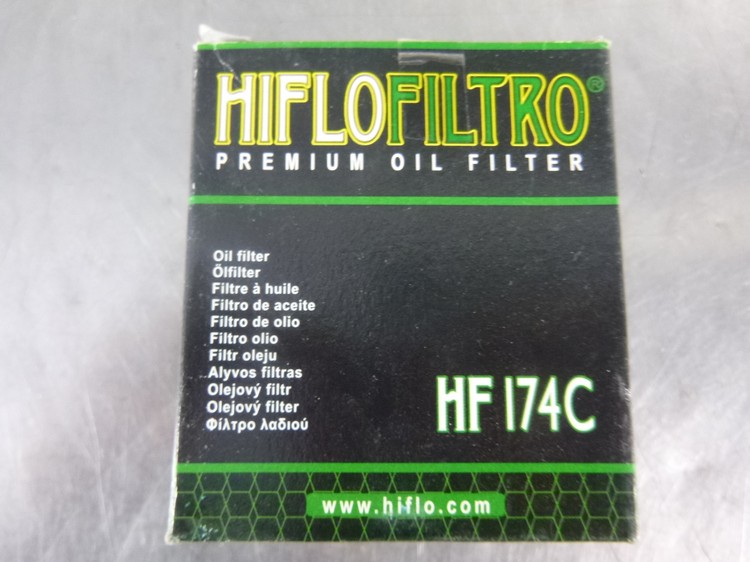 HIFLOFILTRO®
PREMIUM OIL FILTER
Oil filter
Ölfilter
Filtre à huile
Filtro de aceite
Filtro de olio
Filtro olio
Filtr oleju
Alyvos filtras
Olejový filtr
Olejový filter
Φίλτρο λαδιού
HF 174C
www.hiflo.com